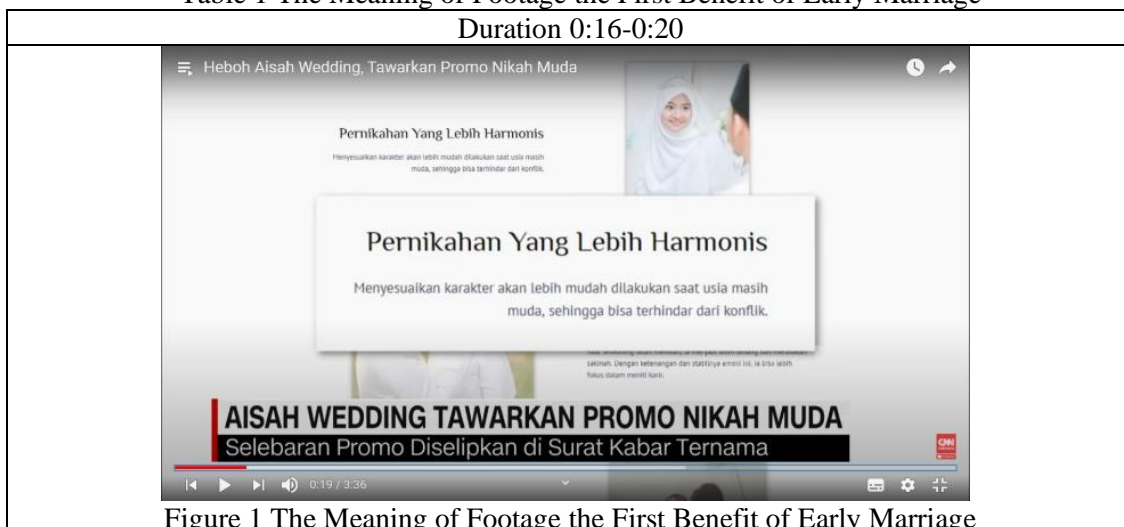 Table 1 The Meaning of Footage the First Benefit of Early Marriage
Duration 0:16-0:20
Heboh Aisah Wedding, Tawarkan Promo Nikah Muda
Pernikahan Yang Lebih Harmonis
Menyesuaikan karakter akan lebih mudah dilakukan saat usia masih
muda, sehingga bisa terhindar dari konflik.
Pernikahan Yang Lebih Harmonis
Menyesuaikan karakter akan lebih mudah dilakukan saat usia masih
muda, sehingga bisa terhindar dari konflik.
sakinah. Dengan ketenangan dan stabilnya emosi ini, ia bisa lebih
fokus dalam meniti karir.
AISAH WEDDING TAWARKAN PROMO NIKAH MUDA
Selebaran Promo Diselipkan di Surat Kabar Ternama
CNN
0:19 / 3:36
Figure 1 The Meaning of Footage the First Benefit of Early Marriage